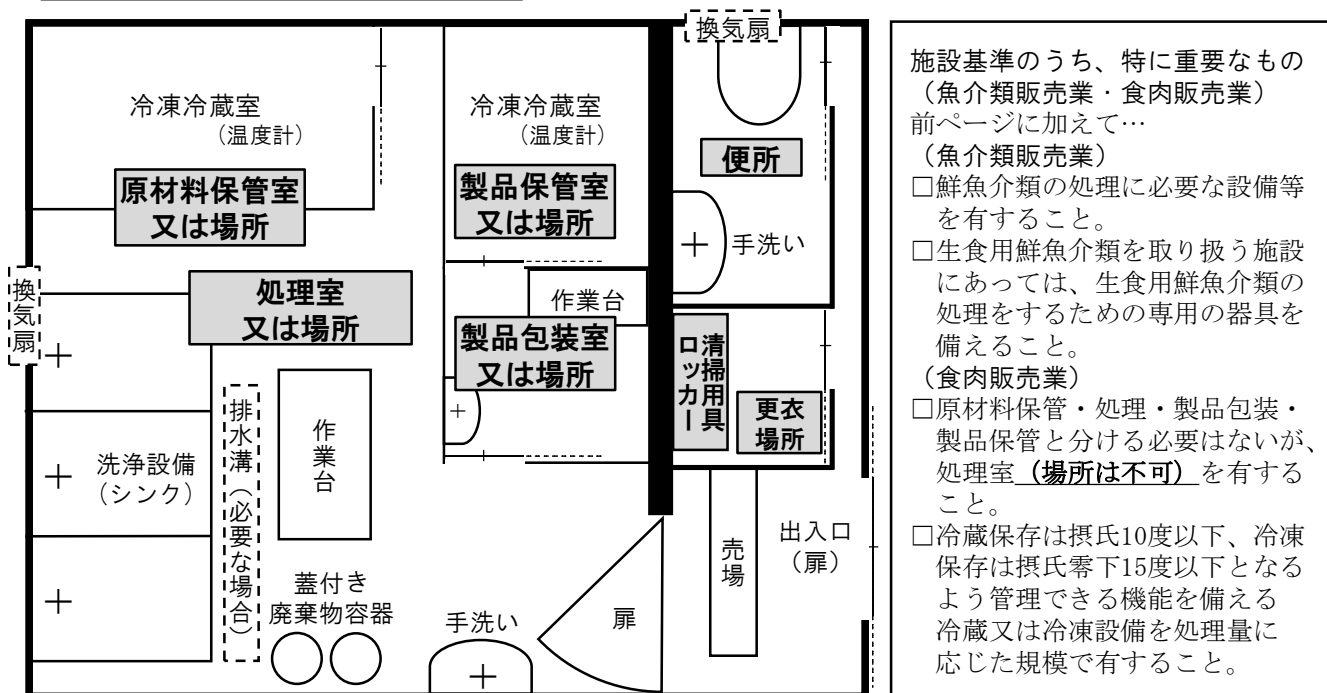 換気扇
冷凍冷蔵室
（温度計）
原材料保管室
又は場所
冷凍冷蔵室
（温度計）
製品保管室
又は場所
便所
手洗い
換気扇
処理室
又は場所
作業台
製品包装室
又は場所
清掃用具
ロッカー
更衣
場所
洗浄設備
（シンク）
排水溝（必要な場合）
作業台
蓋付き
廃棄物容器
手洗い
扉
売場
出入口
（扉）
施設基準のうち、特に重要なもの
（魚介類販売業・食肉販売業）
前ページに加えて…
（魚介類販売業）
□鮮魚介類の処理に必要な設備等
を有すること。
□生食用鮮魚介類を取り扱う施設
にあっては、生食用鮮魚介類の
処理をするための専用の器具を
備えること。
（食肉販売業）
□原材料保管・処理・製品包装・
製品保管と分ける必要はないが、
処理室（場所は不可）を有する
こと。
□冷蔵保存は摂氏10度以下、冷凍
保存は摂氏零下15度以下となる
よう管理できる機能を備える
冷蔵又は冷凍設備を処理量に
応じた規模で有すること。